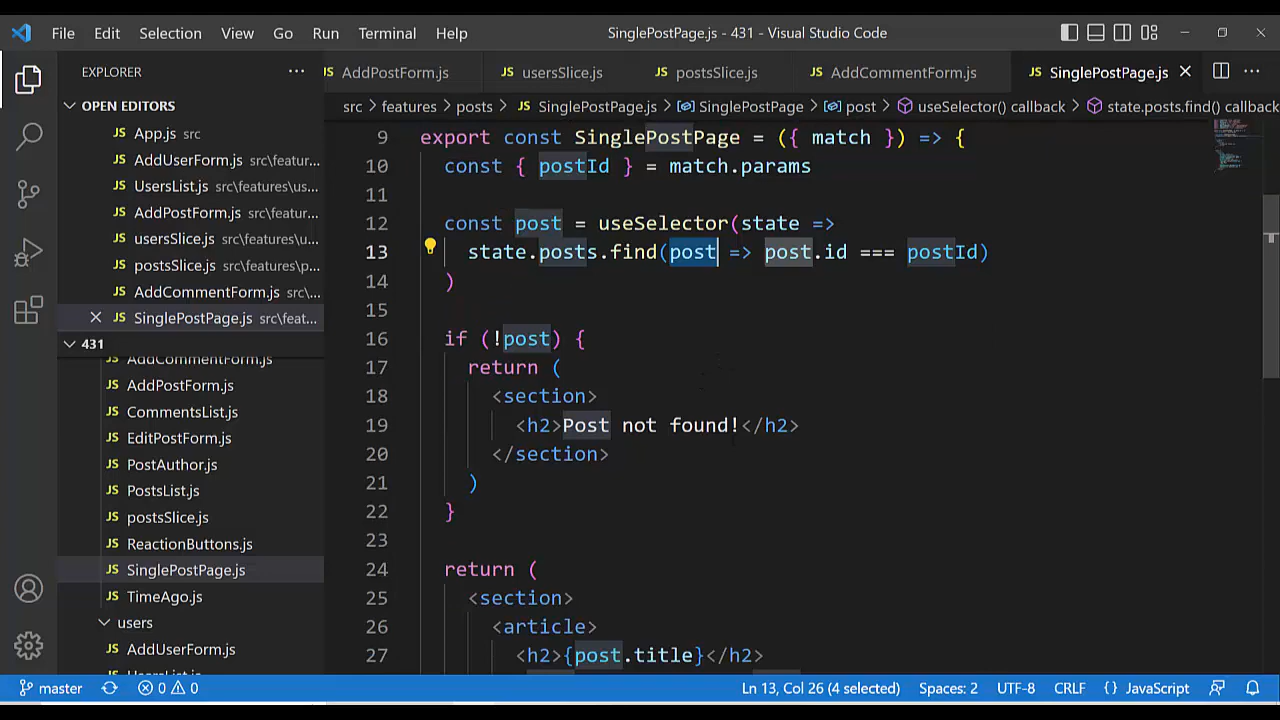 File Edit Selection View Go Run Terminal Help SinglePostPage.js - 431 - Visual Studio Code
EXPLORER
OPEN EDITORS
App.js src
AddUserForm.js src\featur...
UsersList.js src\features\us...
AddPostForm.js src\featur...
usersSlice.js src\features\us...
postsSlice.js src\features\p...
AddCommentForm.js src\...
SinglePostPage.js src\feat...
431
AddCommentForm.js
AddPostForm.js
CommentsList.js
EditPostForm.js
PostAuthor.js
PostsList.js
postsSlice.js
ReactionButtons.js
SinglePostPage.js
TimeAgo.js
users
AddUserForm.js
UsersList.js
AddPostForm.js usersSlice.js postsSlice.js AddCommentForm.js SinglePostPage.js
src > features > posts > SinglePostPage.js > SinglePostPage > post > useSelector() callback > state.posts.find() callback
9 export const SinglePostPage = ({ match }) => {
10 const { postId } = match.params
11
12 const post = useSelector(state =>
13 state.posts.find(post => post.id === postId)
14 )
15
16 if (!post) {
17 return (
18 <section>
19 <h2>Post not found!</h2>
20 </section>
21 )
22 }
23
24 return (
25 <section>
26 <article>
27 <h2>{post.title}</h2>
master 0 0 Ln 13, Col 26 (4 selected) Spaces: 2 UTF-8 CRLF {} JavaScript